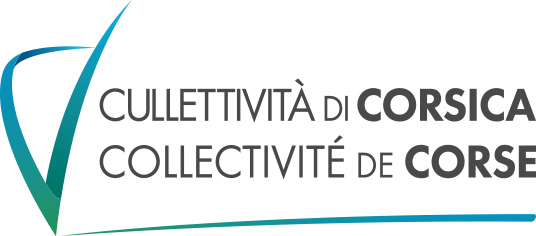 CULLETTIVITÀ DI CORSICA
COLLECTIVITÉ DE CORSE